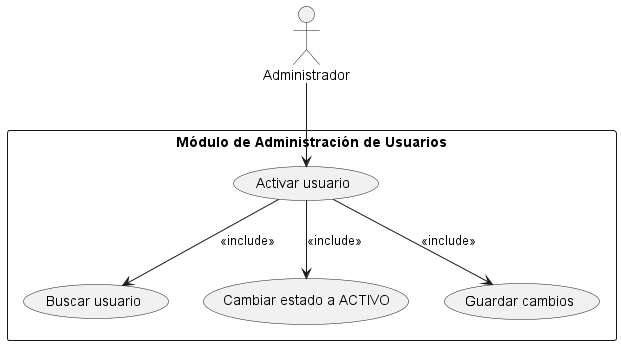 Administrador
Módulo de Administración de Usuarios
Activar usuario
«include»
«include»
«include»
Buscar usuario
Cambiar estado a ACTIVO
Guardar cambios